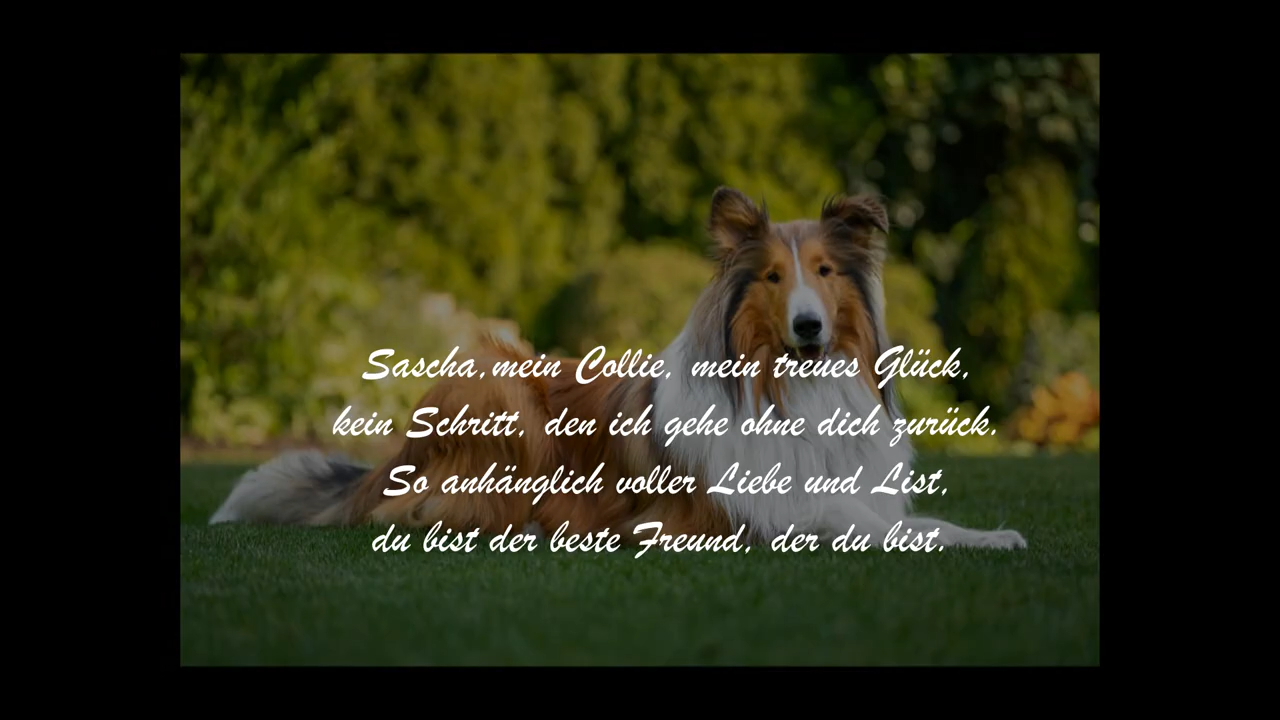 Sascha, mein Collie, mein treues Glück,
kein Schritt, den ich gehe ohne dich zurück.
So anhänglich voller Liebe und List,
du bist der beste Freund, der du bist.